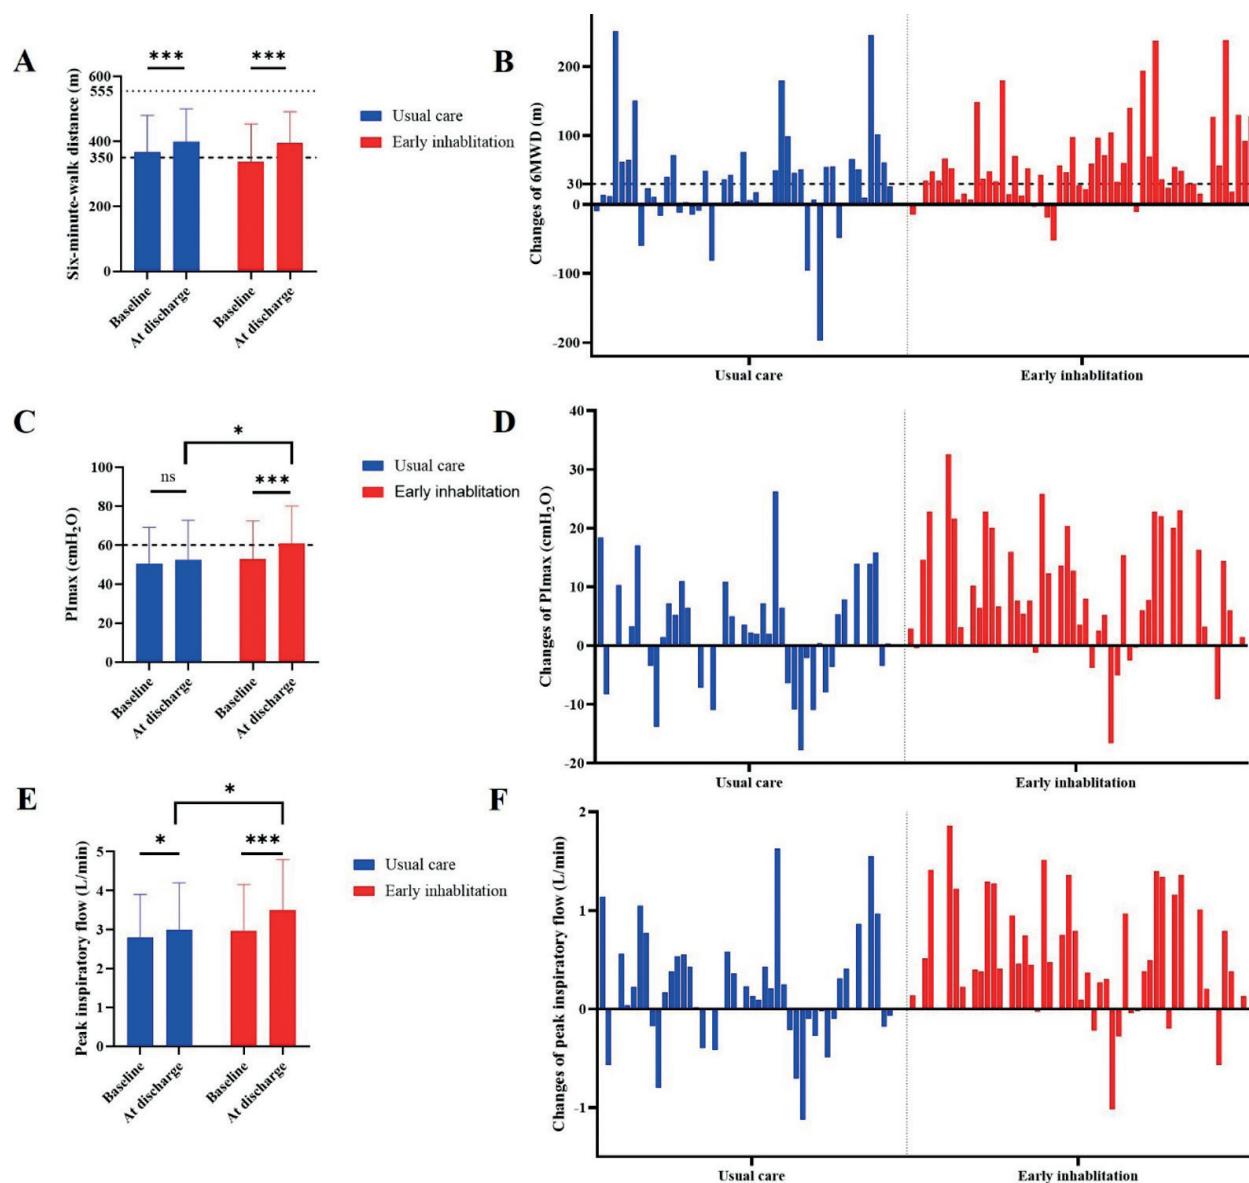 A
Six-minute-walk distance (m)
600
555
400
350
200
0
***
***
Baseline
At discharge
Baseline
At discharge
Usual care
Early inhablitation
B
Changes of 6MWD (m)
200
100
30
0
-100
-200
Usual care
Early inhablitation
C
PImax (cmH2O)
100
80
60
40
20
0
ns
***
*
Baseline
At discharge
Baseline
At discharge
Usual care
Early inhablitation
D
Changes of PImax (cmH2O)
40
30
20
10
0
-10
-20
Usual care
Early inhablitation
E
Peak inspiratory flow (L/min)
5
4
3
2
1
0
*
***
*
Baseline
At discharge
Baseline
At discharge
Usual care
Early inhablitation
F
Changes of peak inspiratory flow (L/min)
2
1
0
-1
Usual care
Early inhablitation